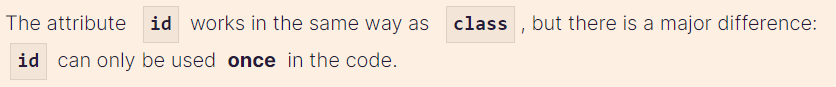 The attribute id works in the same way as class, but there is a major difference:
id can only be used once in the code.